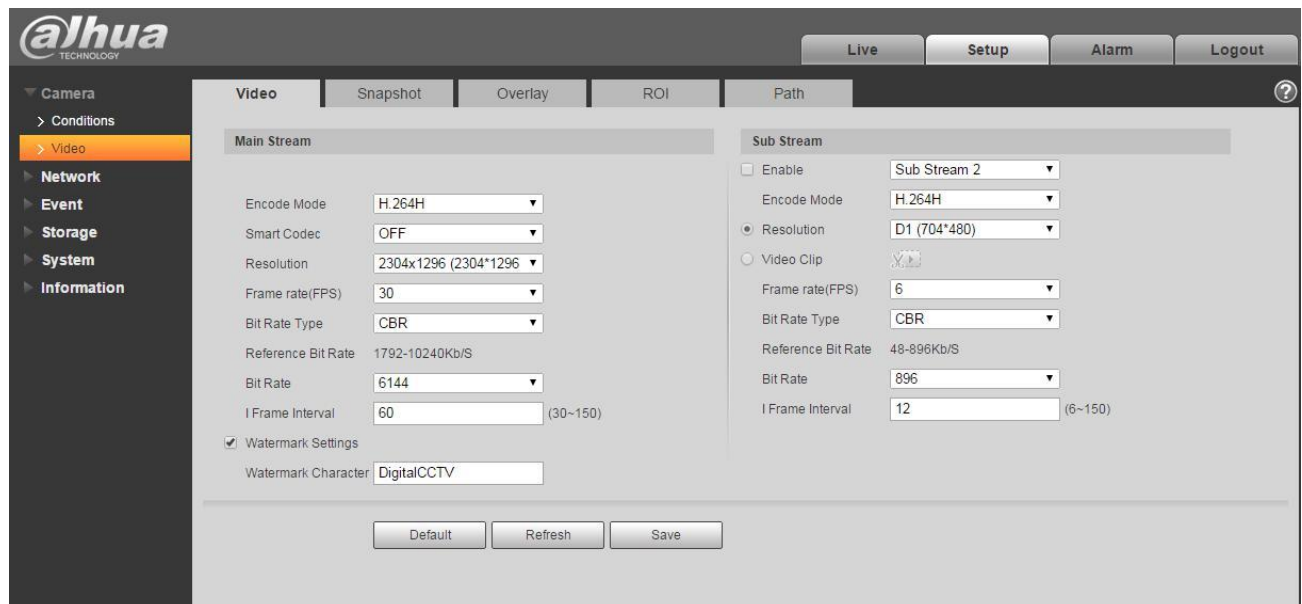 alhua
TECHNOLOGY
Live
Setup
Alarm
Logout
Camera
Conditions
Video
Network
Event
Storage
System
Information
Video
Snapshot
Overlay
ROI
Path
?
Main Stream
Encode Mode H.264H
Smart Codec OFF
Resolution 2304x1296 (2304*1296
Frame rate(FPS) 30
Bit Rate Type CBR
Reference Bit Rate 1792-10240Kb/S
Bit Rate 6144
I Frame Interval 60 (30~150)
Watermark Settings
Watermark Character DigitalCCTV
Sub Stream
Enable Sub Stream 2
Encode Mode H.264H
Resolution D1 (704*480)
Video Clip
Frame rate(FPS) 6
Bit Rate Type CBR
Reference Bit Rate 48-896Kb/S
Bit Rate 896
I Frame Interval 12 (6~150)
Default
Refresh
Save